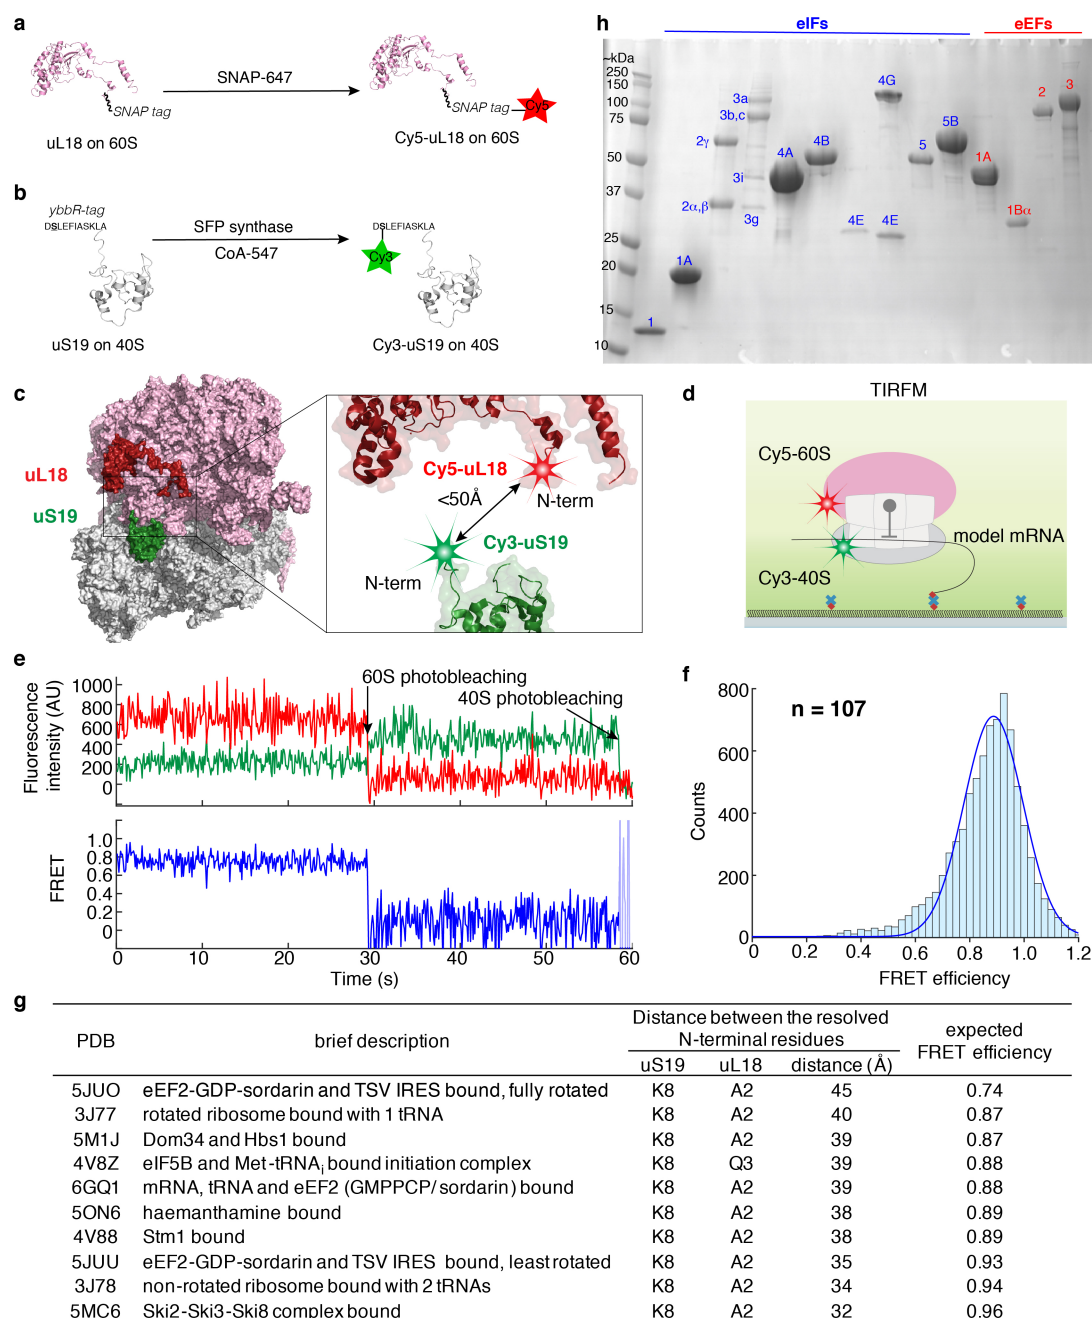 a
SNAP-647
SNAP tag
uL18 on 60S
SNAP tag
Cy5
Cy5-uL18 on 60S
b
ybbR-tag
DSLEFIASKLA
SFP synthase
CoA-547
DSLEFIASKLA
Cy3
uS19 on 40S
Cy3-uS19 on 40S
h
eIFs
eEFs
~kDa
250
150
100
75
50
37
25
20
15
10
1
1A
2γ
2α,β
3a
3b,c
3i
3g
4A
4B
4E
4G
4E
5
5B
1A
1Bα
2
3
c
uL18
uS19
Cy5-uL18
<50Å
N-term
Cy3-uS19
N-term
d
TIRFM
Cy5-60S
model mRNA
Cy3-40S
e
60S photobleaching
40S photobleaching
Fluorescence
intensity (AU)
1000
800
600
400
200
0
FRET
1.0
0.8
0.6
0.4
0.2
0
0 10 20 30 40 50 60
Time (s)
f
n = 107
Counts
800
600
400
200
0
0 0.2 0.4 0.6 0.8 1.0 1.2
FRET efficiency
g
PDB brief description Distance between the resolved N-terminal residues expected FRET efficiency
uS19 uL18 distance (Å)
5JUO eEF2-GDP-sordarin and TSV IRES bound, fully rotated K8 A2 45 0.74
3J77 rotated ribosome bound with 1 tRNA K8 A2 40 0.87
5M1J Dom34 and Hbs1 bound K8 A2 39 0.87
4V8Z eIF5B and Met-tRNAi bound initiation complex K8 Q3 39 0.88
6GQ1 mRNA, tRNA and eEF2 (GMPPCP/sordarin) bound K8 A2 39 0.88
5ON6 haemanthamine bound K8 A2 38 0.89
4V88 Stm1 bound K8 A2 38 0.89
5JUU eEF2-GDP-sordarin and TSV IRES bound, least rotated K8 A2 35 0.93
3J78 non-rotated ribosome bound with 2 tRNAs K8 A2 34 0.94
5MC6 Ski2-Ski3-Ski8 complex bound K8 A2 32 0.96